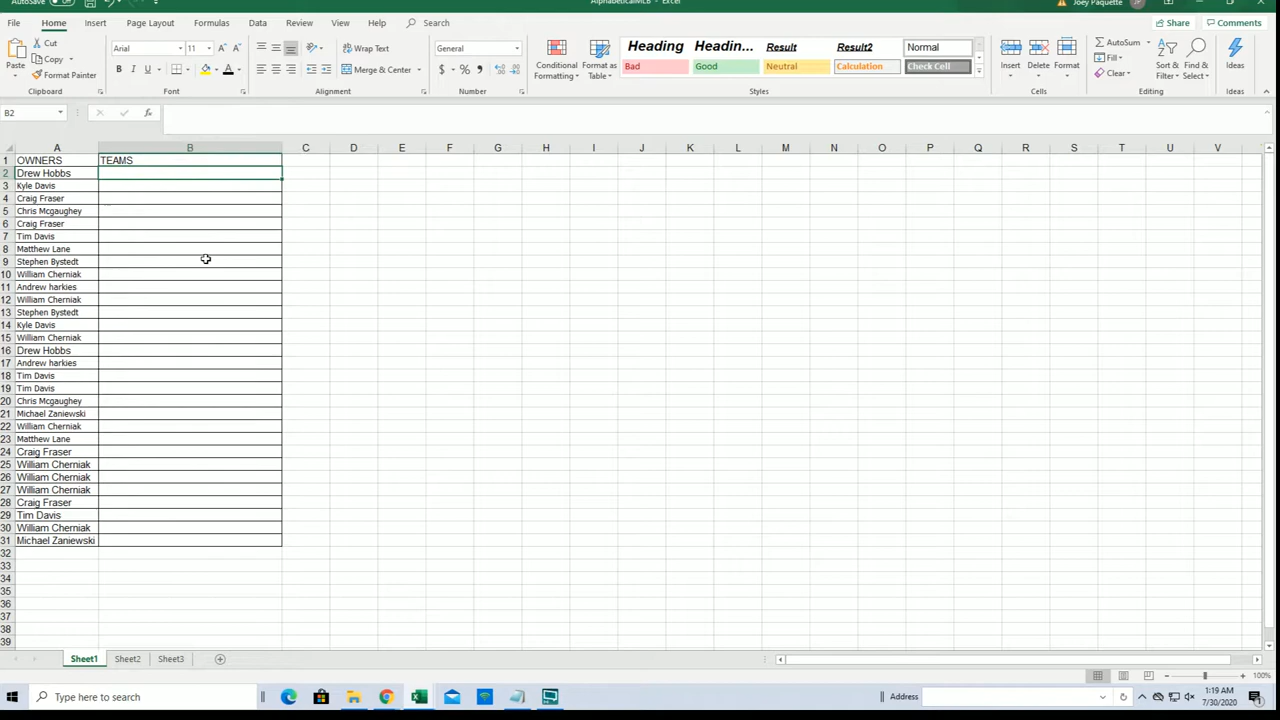 AutoSave Off AlphabeticalMLB - Excel Joey Paquette JP
File Home Insert Page Layout Formulas Data Review View Help Search Share Comments
Paste Cut Copy Format Painter Clipboard
Arial 11 B I U A Font
Wrap Text Merge & Center Alignment
General $ % Number
Conditional Formatting Format as Table
Heading Headin... Result Result2 Normal
Bad Good Neutral Calculation Check Cell
Styles
Insert Delete Format Cells
AutoSum Fill Clear Sort & Filter Find & Select Editing
Ideas Ideas
B2 fx
A B C D E F G H I J K L M N O P Q R S T U V
1 OWNERS TEAMS
2 Drew Hobbs
3 Kyle Davis
4 Craig Fraser
5 Chris Mcgaughey
6 Craig Fraser
7 Tim Davis
8 Matthew Lane
9 Stephen Bystedt
10 William Cherniak
11 Andrew harkies
12 William Cherniak
13 Stephen Bystedt
14 Kyle Davis
15 William Cherniak
16 Drew Hobbs
17 Andrew harkies
18 Tim Davis
19 Tim Davis
20 Chris Mcgaughey
21 Michael Zaniewski
22 William Cherniak
23 Matthew Lane
24 Craig Fraser
25 William Cherniak
26 William Cherniak
27 William Cherniak
28 Craig Fraser
29 Tim Davis
30 William Cherniak
31 Michael Zaniewski
32
33
34
35
36
37
38
39
Sheet1 Sheet2 Sheet3
100%
Type here to search Address 1:19 AM
7/30/2020